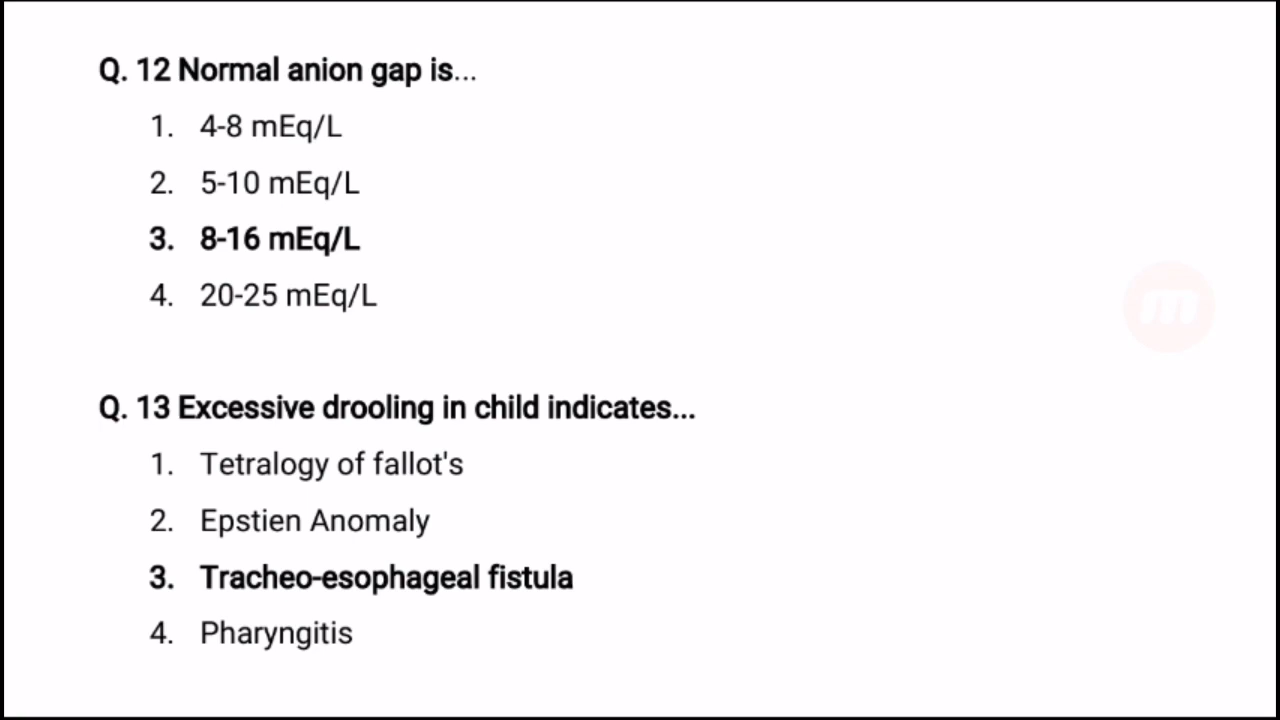 Q. 12 Normal anion gap is...
1. 4-8 mEq/L
2. 5-10 mEq/L
3. 8-16 mEq/L
4. 20-25 mEq/L
Q. 13 Excessive drooling in child indicates...
1. Tetralogy of fallot's
2. Epstien Anomaly
3. Tracheo-esophageal fistula
4. Pharyngitis
m